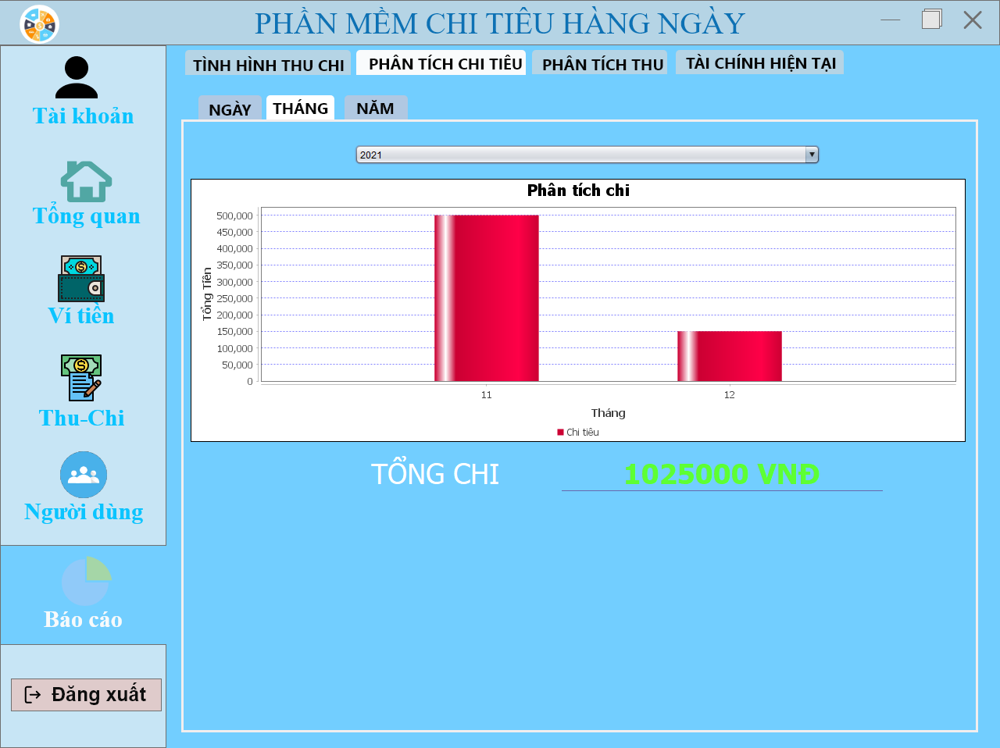 PHẦN MỀM CHI TIÊU HÀNG NGÀY
Tài khoản
Tổng quan
Ví tiền
Thu-Chi
Người dùng
Báo cáo
Đăng xuất
TÌNH HÌNH THU CHI
PHÂN TÍCH CHI TIÊU
PHÂN TÍCH THU
TÀI CHÍNH HIỆN TẠI
NGÀY
THÁNG
NĂM
2021
Phân tích chi
Tổng Tiền
500,000
450,000
400,000
350,000
300,000
250,000
200,000
150,000
100,000
50,000
0
11
12
Tháng
Chi tiêu
TỔNG CHI
1025000 VNĐ